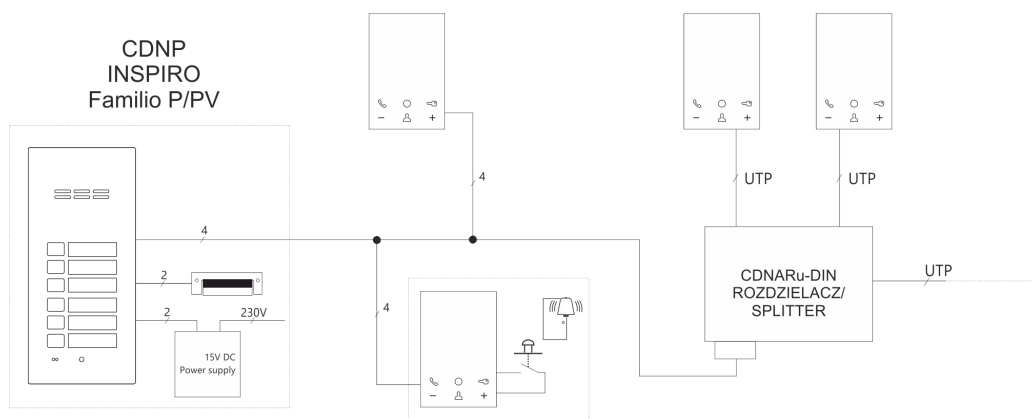 CDNP
INSPIRO
Familio P/PV
4
2
2
230V
15V DC
Power supply
- +
4
4
- +
- +
- +
UTP
UTP
CDNARu-DIN
ROZDZIELACZ/
SPLITTER
UTP